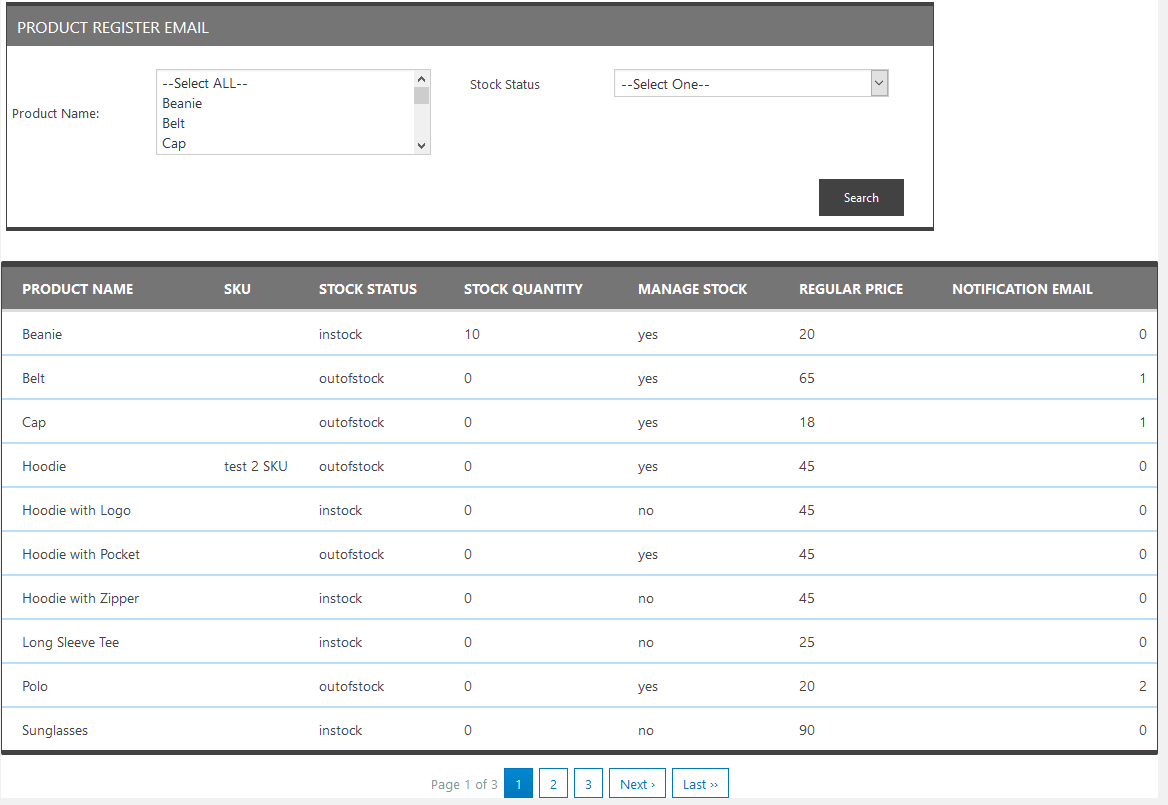 PRODUCT REGISTER EMAIL
Product Name:
--Select ALL--
Beanie
Belt
Cap
Stock Status
--Select One--
Search
PRODUCT NAME SKU STOCK STATUS STOCK QUANTITY MANAGE STOCK REGULAR PRICE NOTIFICATION EMAIL
Beanie instock 10 yes 20 0
Belt outofstock 0 yes 65 1
Cap outofstock 0 yes 18 1
Hoodie test 2 SKU outofstock 0 yes 45 0
Hoodie with Logo instock 0 no 45 0
Hoodie with Pocket outofstock 0 yes 45 0
Hoodie with Zipper instock 0 no 45 0
Long Sleeve Tee instock 0 no 25 0
Polo outofstock 0 yes 20 2
Sunglasses instock 0 no 90 0
Page 1 of 3 1 2 3 Next › Last ››